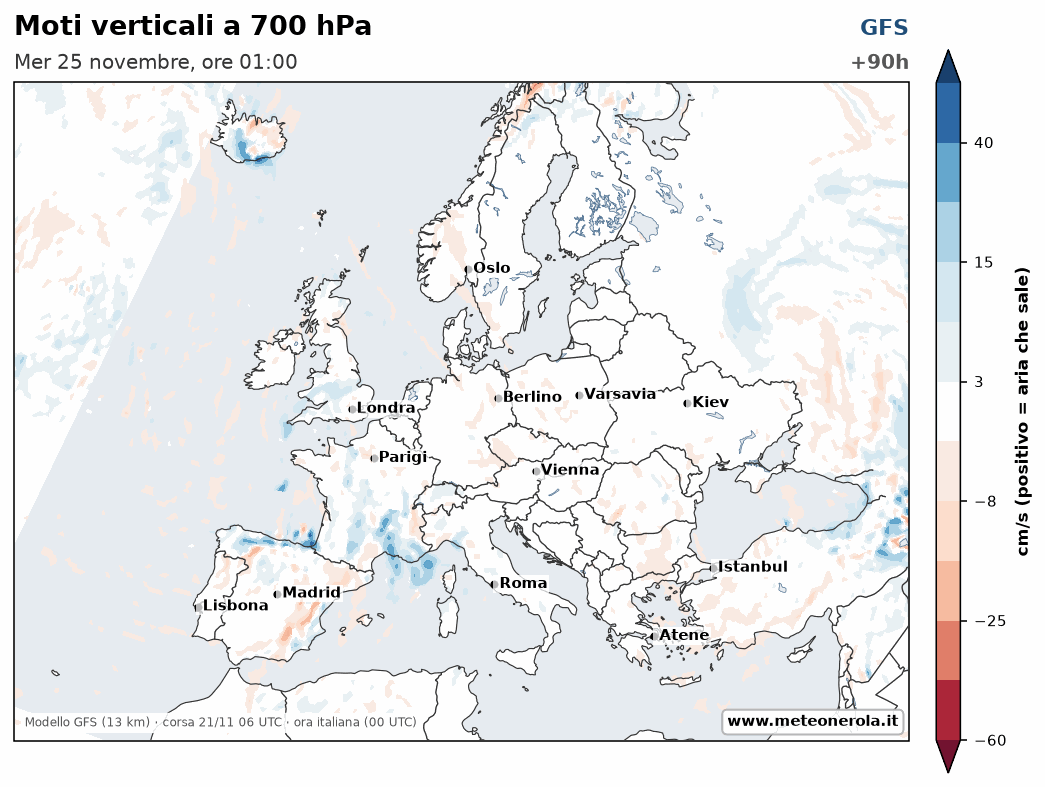 Moti verticali a 700 hPa
GFS
Mer 25 novembre, ore 01:00
+90h
40
15
3
−8
−25
−60
cm/s (positivo = aria che sale)
Oslo
Londra
Berlino
Varsavia
Kiev
Parigi
Vienna
Istanbul
Roma
Madrid
Lisbona
Atene
Modello GFS (13 km) · corsa 21/11 06 UTC · ora italiana (00 UTC)
www.meteonerola.it